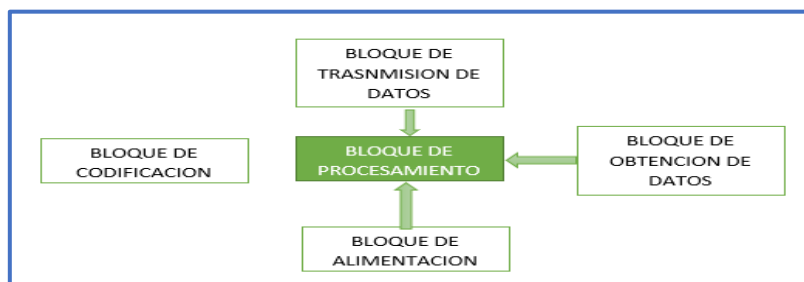 BLOQUE DE
TRASNMISION DE
DATOS
BLOQUE DE
CODIFICACION
BLOQUE DE
PROCESAMIENTO
BLOQUE DE
OBTENCION DE
DATOS
BLOQUE DE
ALIMENTACION